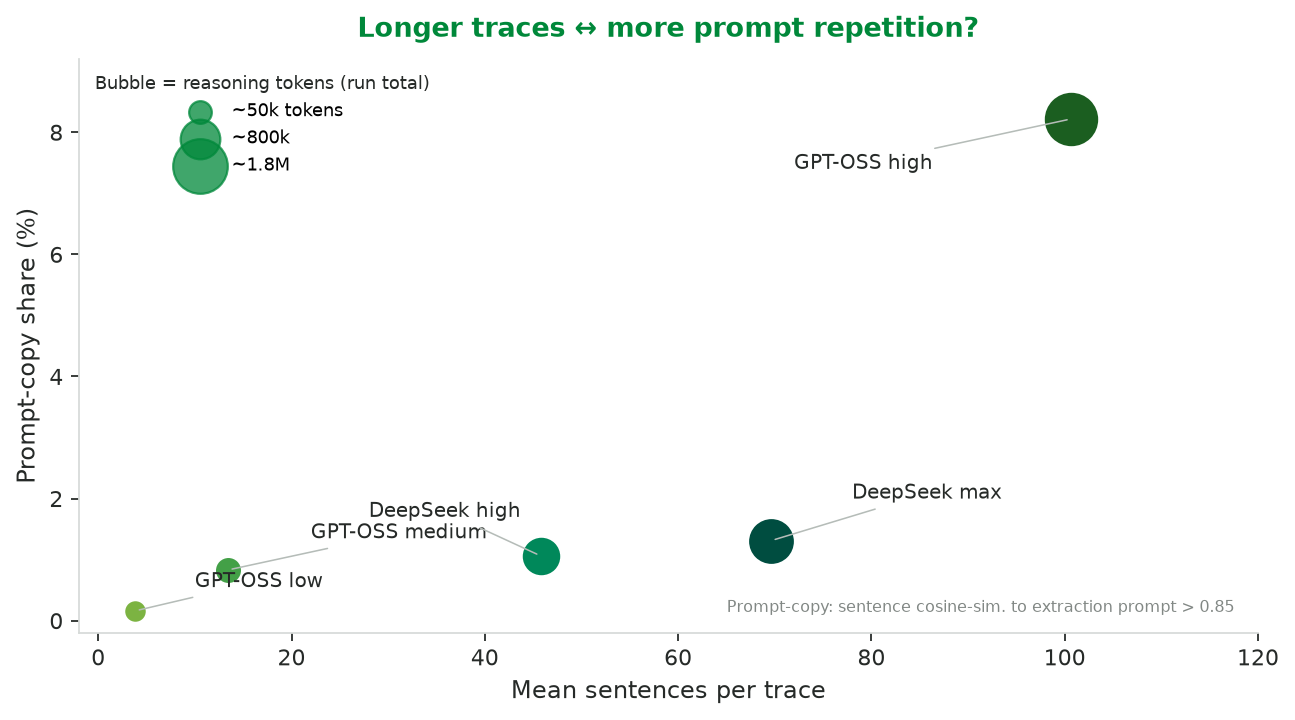 Longer traces ↔ more prompt repetition?
Bubble = reasoning tokens (run total)
~50k tokens
~800k
~1.8M
GPT-OSS high
DeepSeek max
DeepSeek high
GPT-OSS medium
GPT-OSS low
Prompt-copy: sentence cosine-sim. to extraction prompt > 0.85
Prompt-copy share (%)
8
6
4
2
0
0 20 40 60 80 100 120
Mean sentences per trace